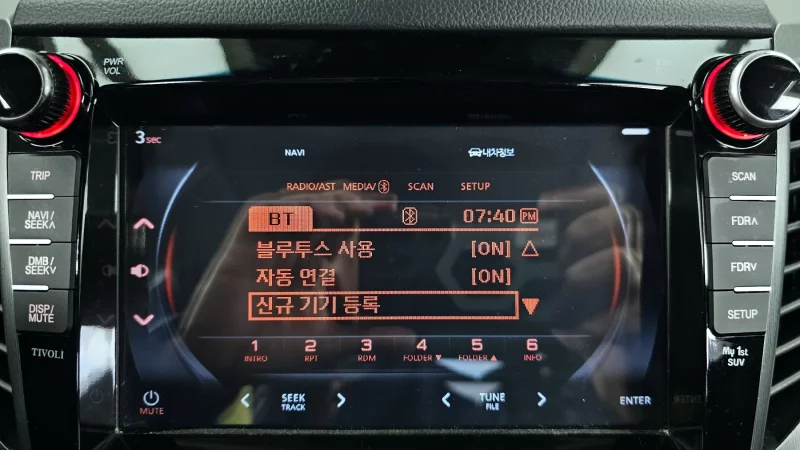 PWR
VOL
3 SEC
NAVI
내차정보
RADIO/AST MEDIA/ SCAN SETUP
BT 07:40 PM
블루투스 사용 [ON] △
자동 연결 [ON]
신규 기기 등록 ▼
1 2 3 4 5 6
INTRO RPT RDM FOLDER ▼ FOLDER ▲ INFO
MUTE
< SEEK TRACK >
< TUNE FILE >
ENTER
TRIP
NAVI/
SEEK∧
DMB/
SEEK∨
DISP/
MUTE
TIVOLI
SCAN
FDR∧
FDR∨
SETUP
My 1st
SUV